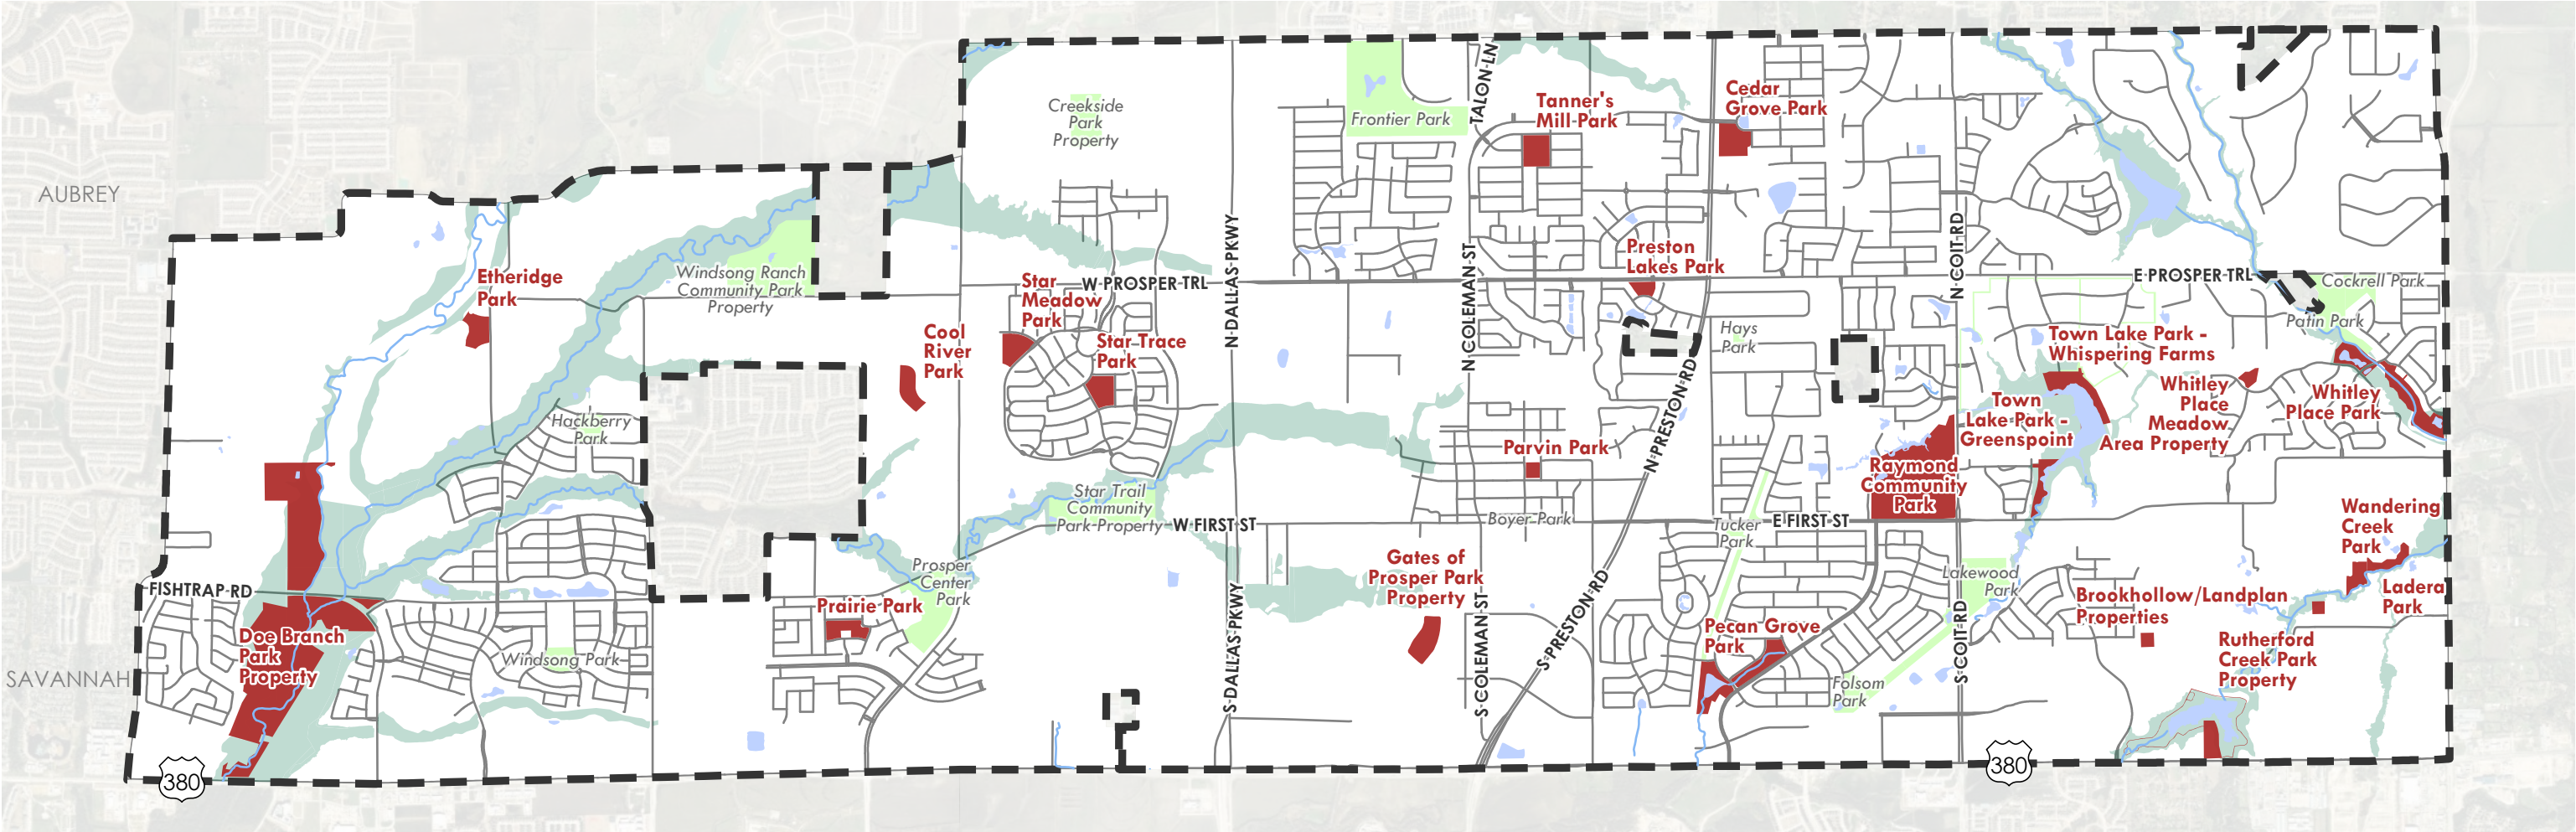 AUBREY
SAVANNAH
Creekside
Park
Property
Frontier Park
TALON LN
Tanner's
Mill Park
Cedar
Grove Park
Etheridge
Park
Windsong Ranch
Community Park
Property
Star
Meadow
Park
W PROSPER TRL
N DALLAS PKWY
N COLEMAN ST
Preston
Lakes Park
N COIT RD
E PROSPER TRL
Cockrell Park
Patin Park
Cool
River
Park
Star Trace
Park
Hays
Park
N PRESTON RD
Town Lake Park -
Whispering Farms
Whitley
Place
Meadow
Area Property
Whitley
Place Park
Town
Lake Park -
Greenspoint
Hackberry
Park
Parvin Park
Raymond
Community
Park
Star Trail
Community
Park Property
W FIRST ST
Boyer Park
Tucker
Park
E FIRST ST
Wandering
Creek
Park
Gates of
Prosper Park
Property
Prosper
Center
Park
Lakewood
Park
FISHTRAP RD
Prairie Park
S DALLAS PKWY
S COLEMAN ST
S PRESTON RD
S COIT RD
Brookhollow/Landplan
Properties
Ladera
Park
Doe Branch
Park
Property
Windsong Park
Pecan Grove
Park
Folsom
Park
Rutherford
Creek Park
Property
380
380